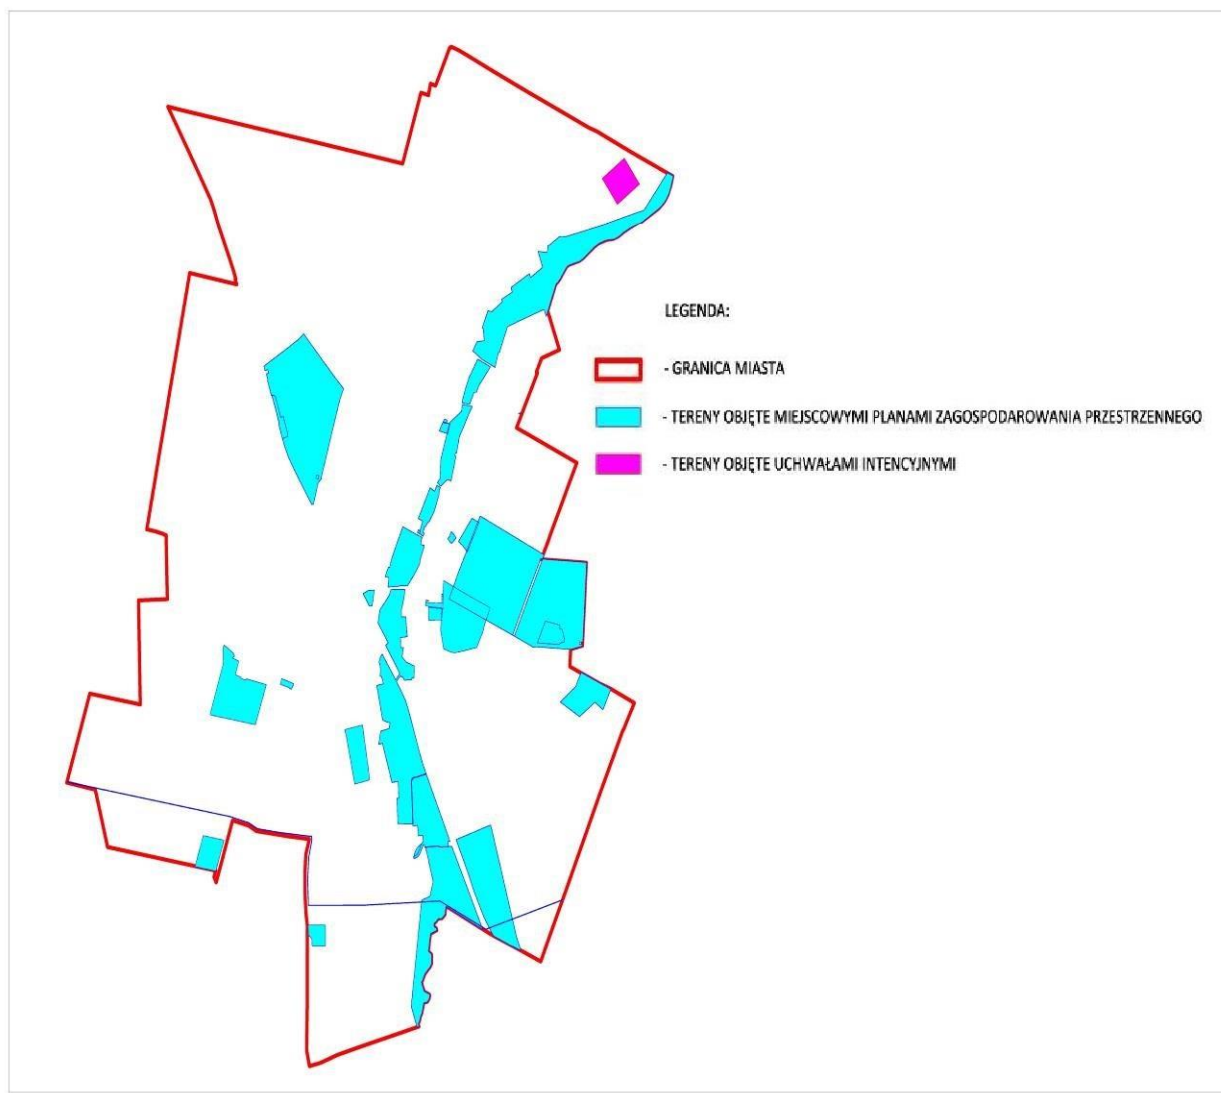 LEGENDA:
- GRANICA MIASTA
- TERENY OBJĘTE MIEJSCOWYMI PLANAMI ZAGOSPODAROWANIA PRZESTRZENNEGO
- TERENY OBJĘTE UCHWAŁAMI INTENCYJNYMI